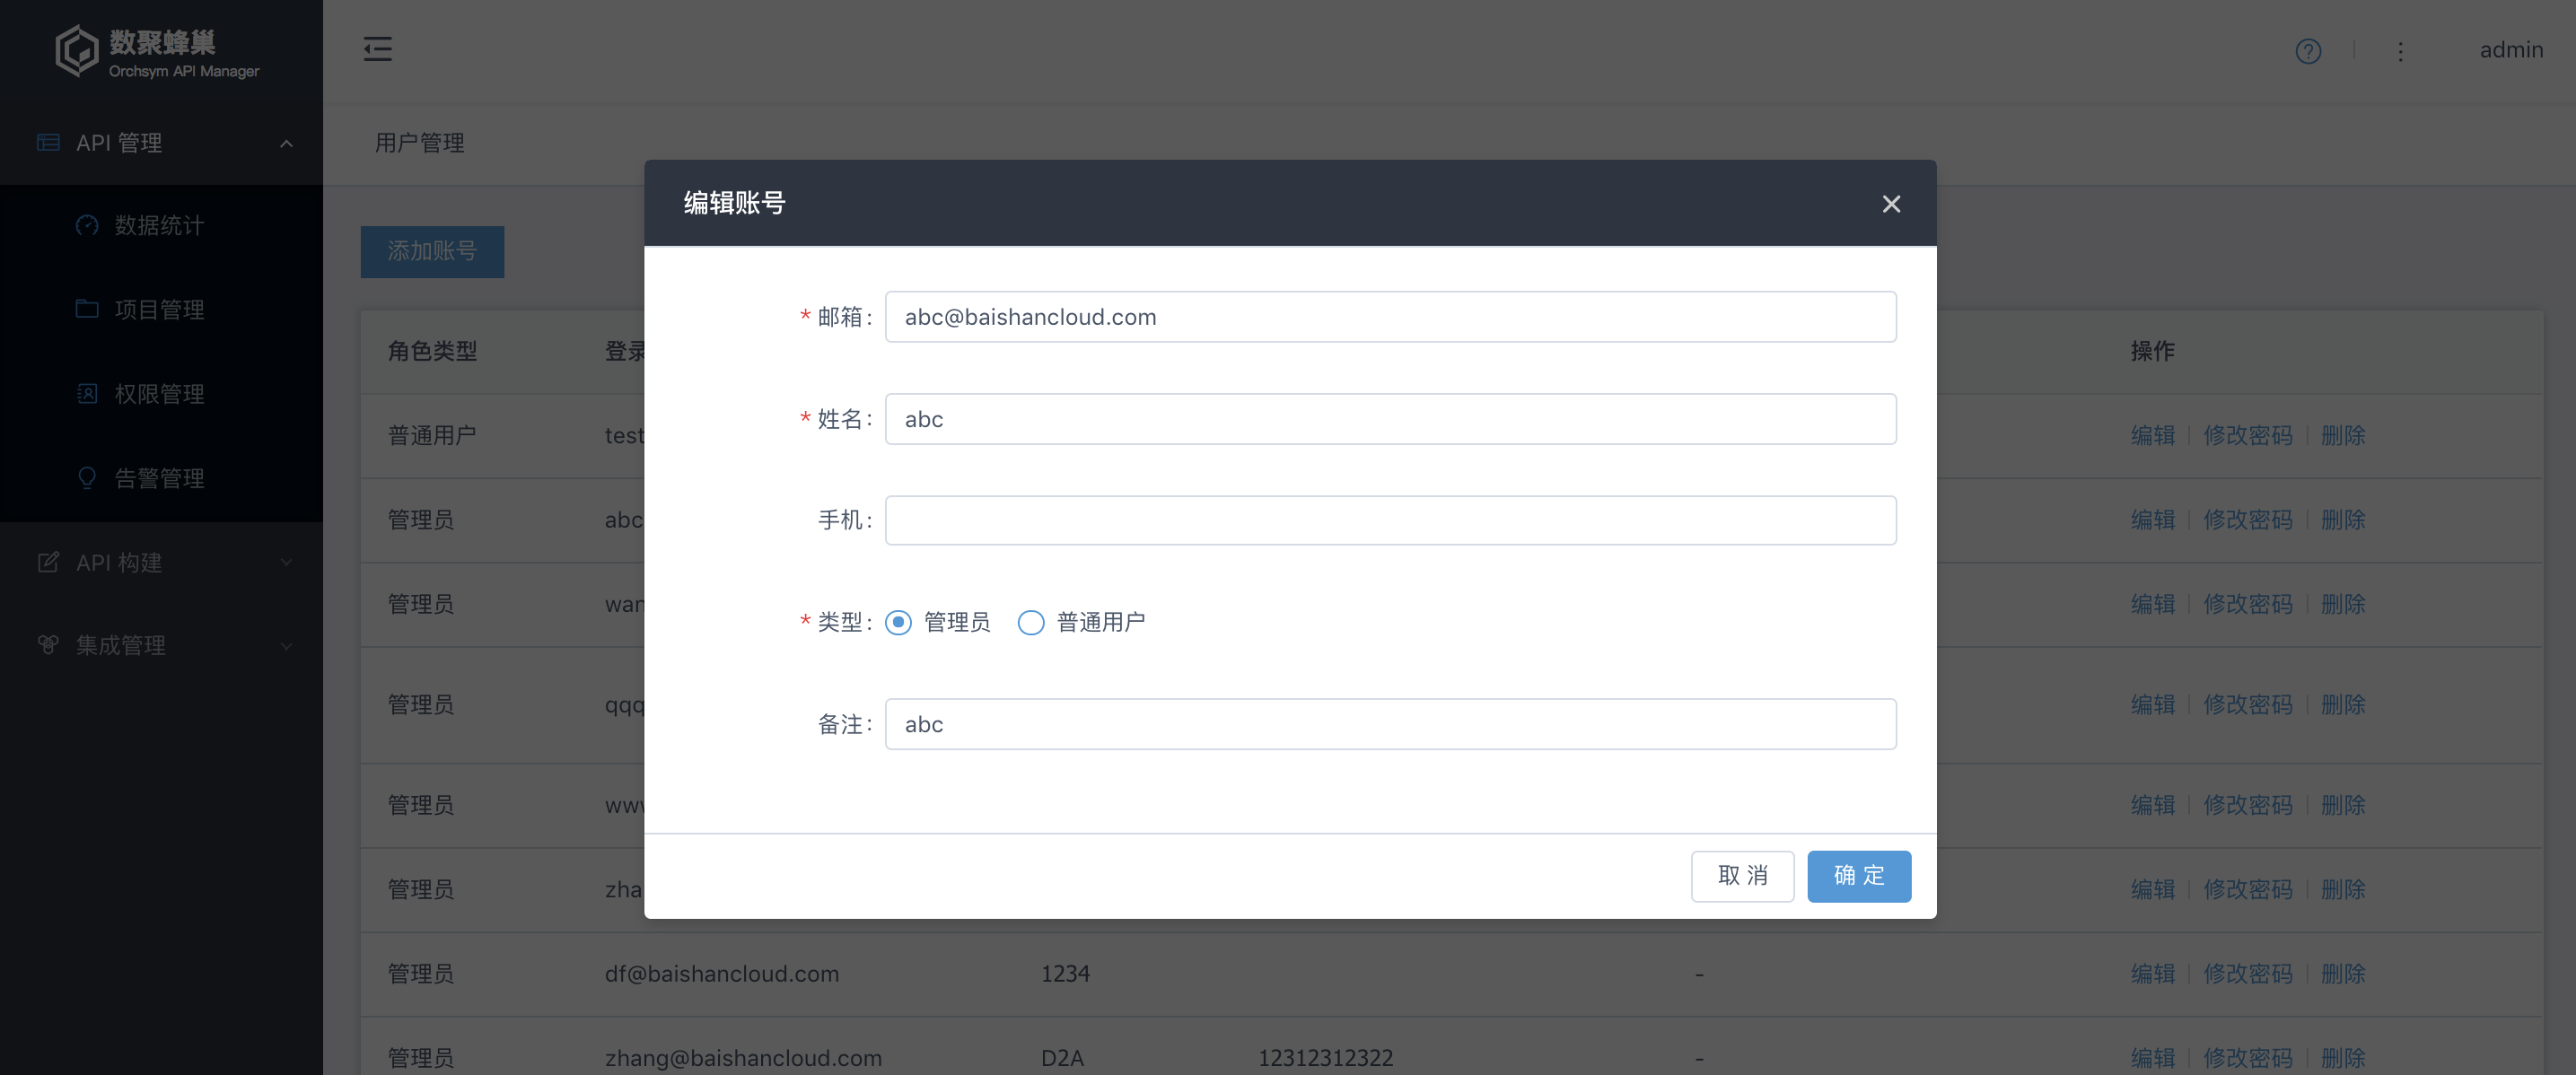 数聚蜂巢
Orchsym API Manager
admin
API 管理
用户管理
数据统计
项目管理
权限管理
告警管理
API 构建
集成管理
添加账号
编辑账号
* 邮箱: abc@baishancloud.com
* 姓名: abc
手机:
* 类型: 管理员 普通用户
备注: abc
取 消 确 定
角色类型 登录 操作
普通用户 test 编辑 修改密码 删除
管理员 abc 编辑 修改密码 删除
管理员 编辑 修改密码 删除
管理员 qqq 编辑 修改密码 删除
管理员 编辑 修改密码 删除
管理员 zha 编辑 修改密码 删除
管理员 df@baishancloud.com 1234 - 编辑 修改密码 删除
管理员 zhang@baishancloud.com D2A 12312312322 - 编辑 修改密码 删除